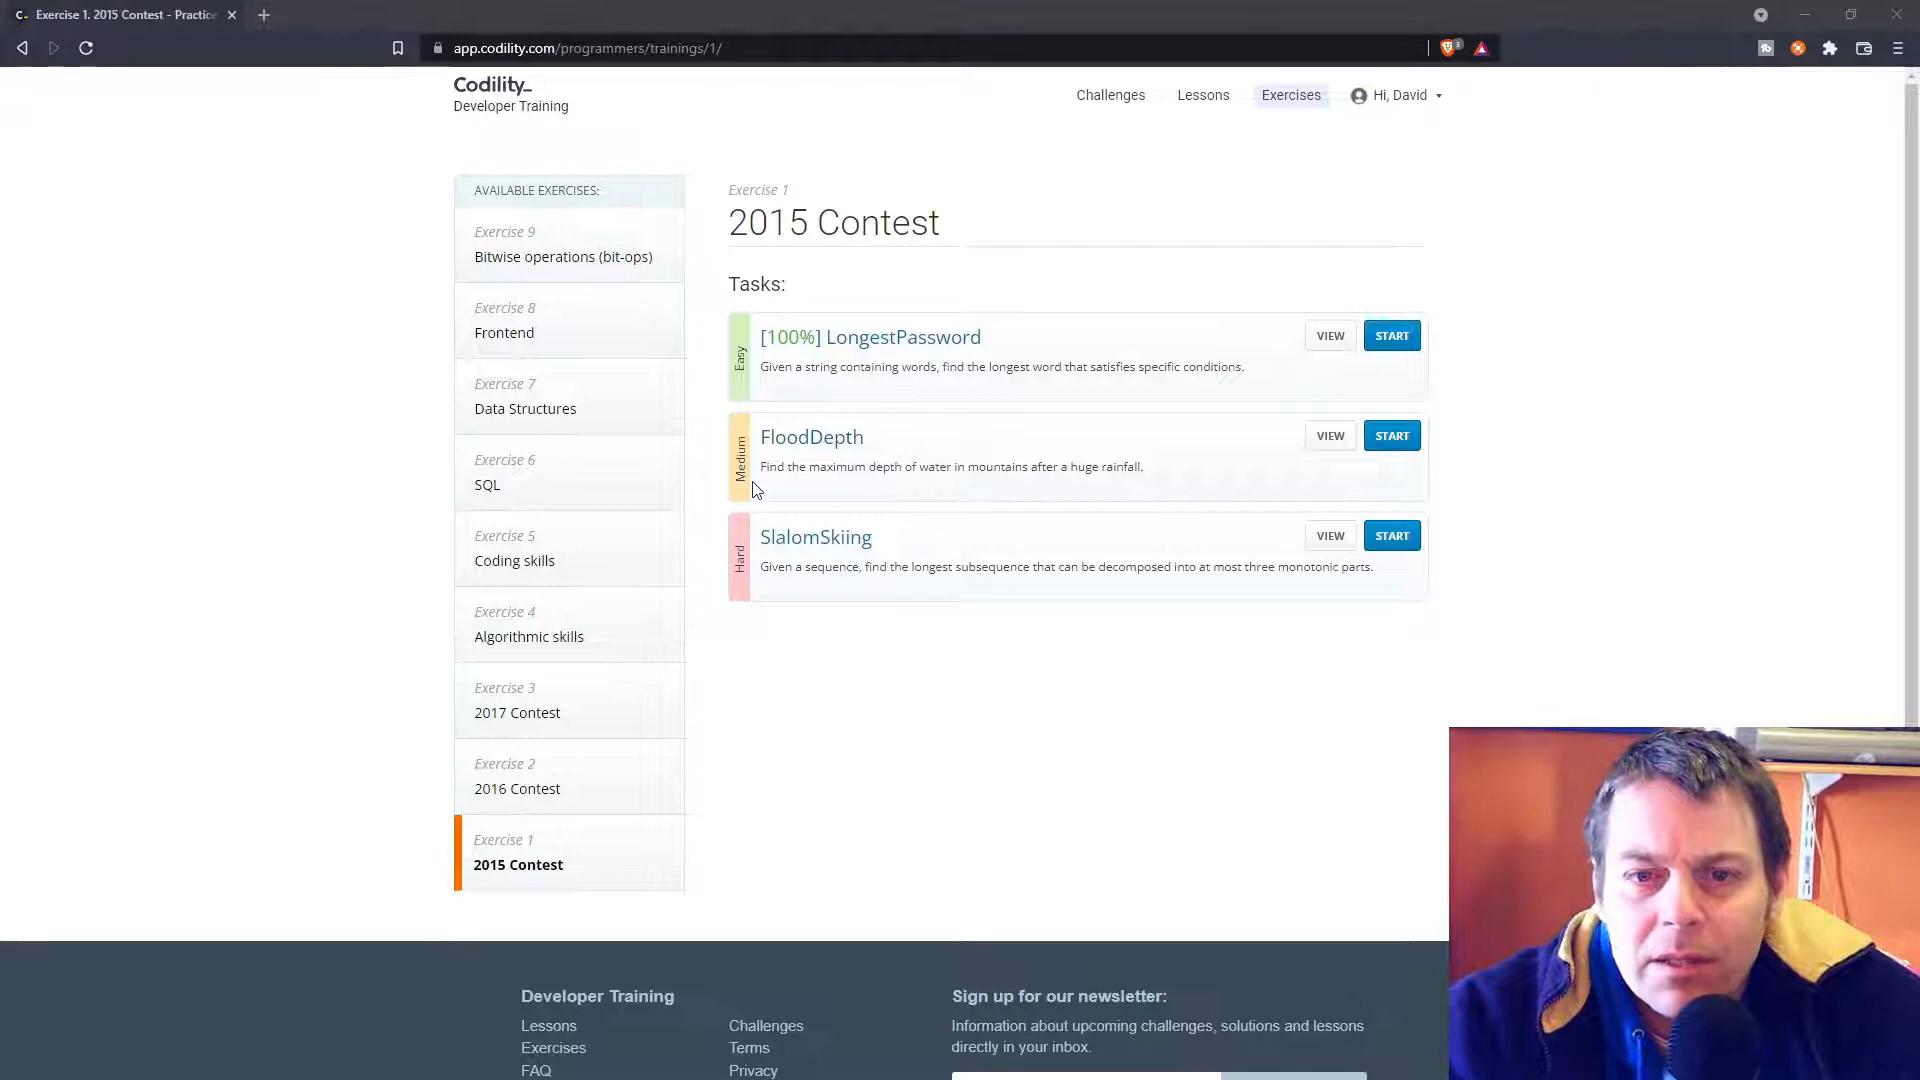 Exercise 1. 2015 Contest - Practic
app.codility.com/programmers/trainings/1/
Codility_
Developer Training
Challenges
Lessons
Exercises
Hi, David
AVAILABLE EXERCISES:
Exercise 9
Bitwise operations (bit-ops)
Exercise 8
Frontend
Exercise 7
Data Structures
Exercise 6
SQL
Exercise 5
Coding skills
Exercise 4
Algorithmic skills
Exercise 3
2017 Contest
Exercise 2
2016 Contest
Exercise 1
2015 Contest
Exercise 1
2015 Contest
Tasks:
Easy
[100%] LongestPassword
VIEW
START
Given a string containing words, find the longest word that satisfies specific conditions.
Medium
FloodDepth
VIEW
START
Find the maximum depth of water in mountains after a huge rainfall.
Hard
SlalomSkiing
VIEW
START
Given a sequence, find the longest subsequence that can be decomposed into at most three monotonic parts.
Developer Training
Lessons
Exercises
FAQ
Challenges
Terms
Privacy
Sign up for our newsletter:
Information about upcoming challenges, solutions and lessons
directly in your inbox.